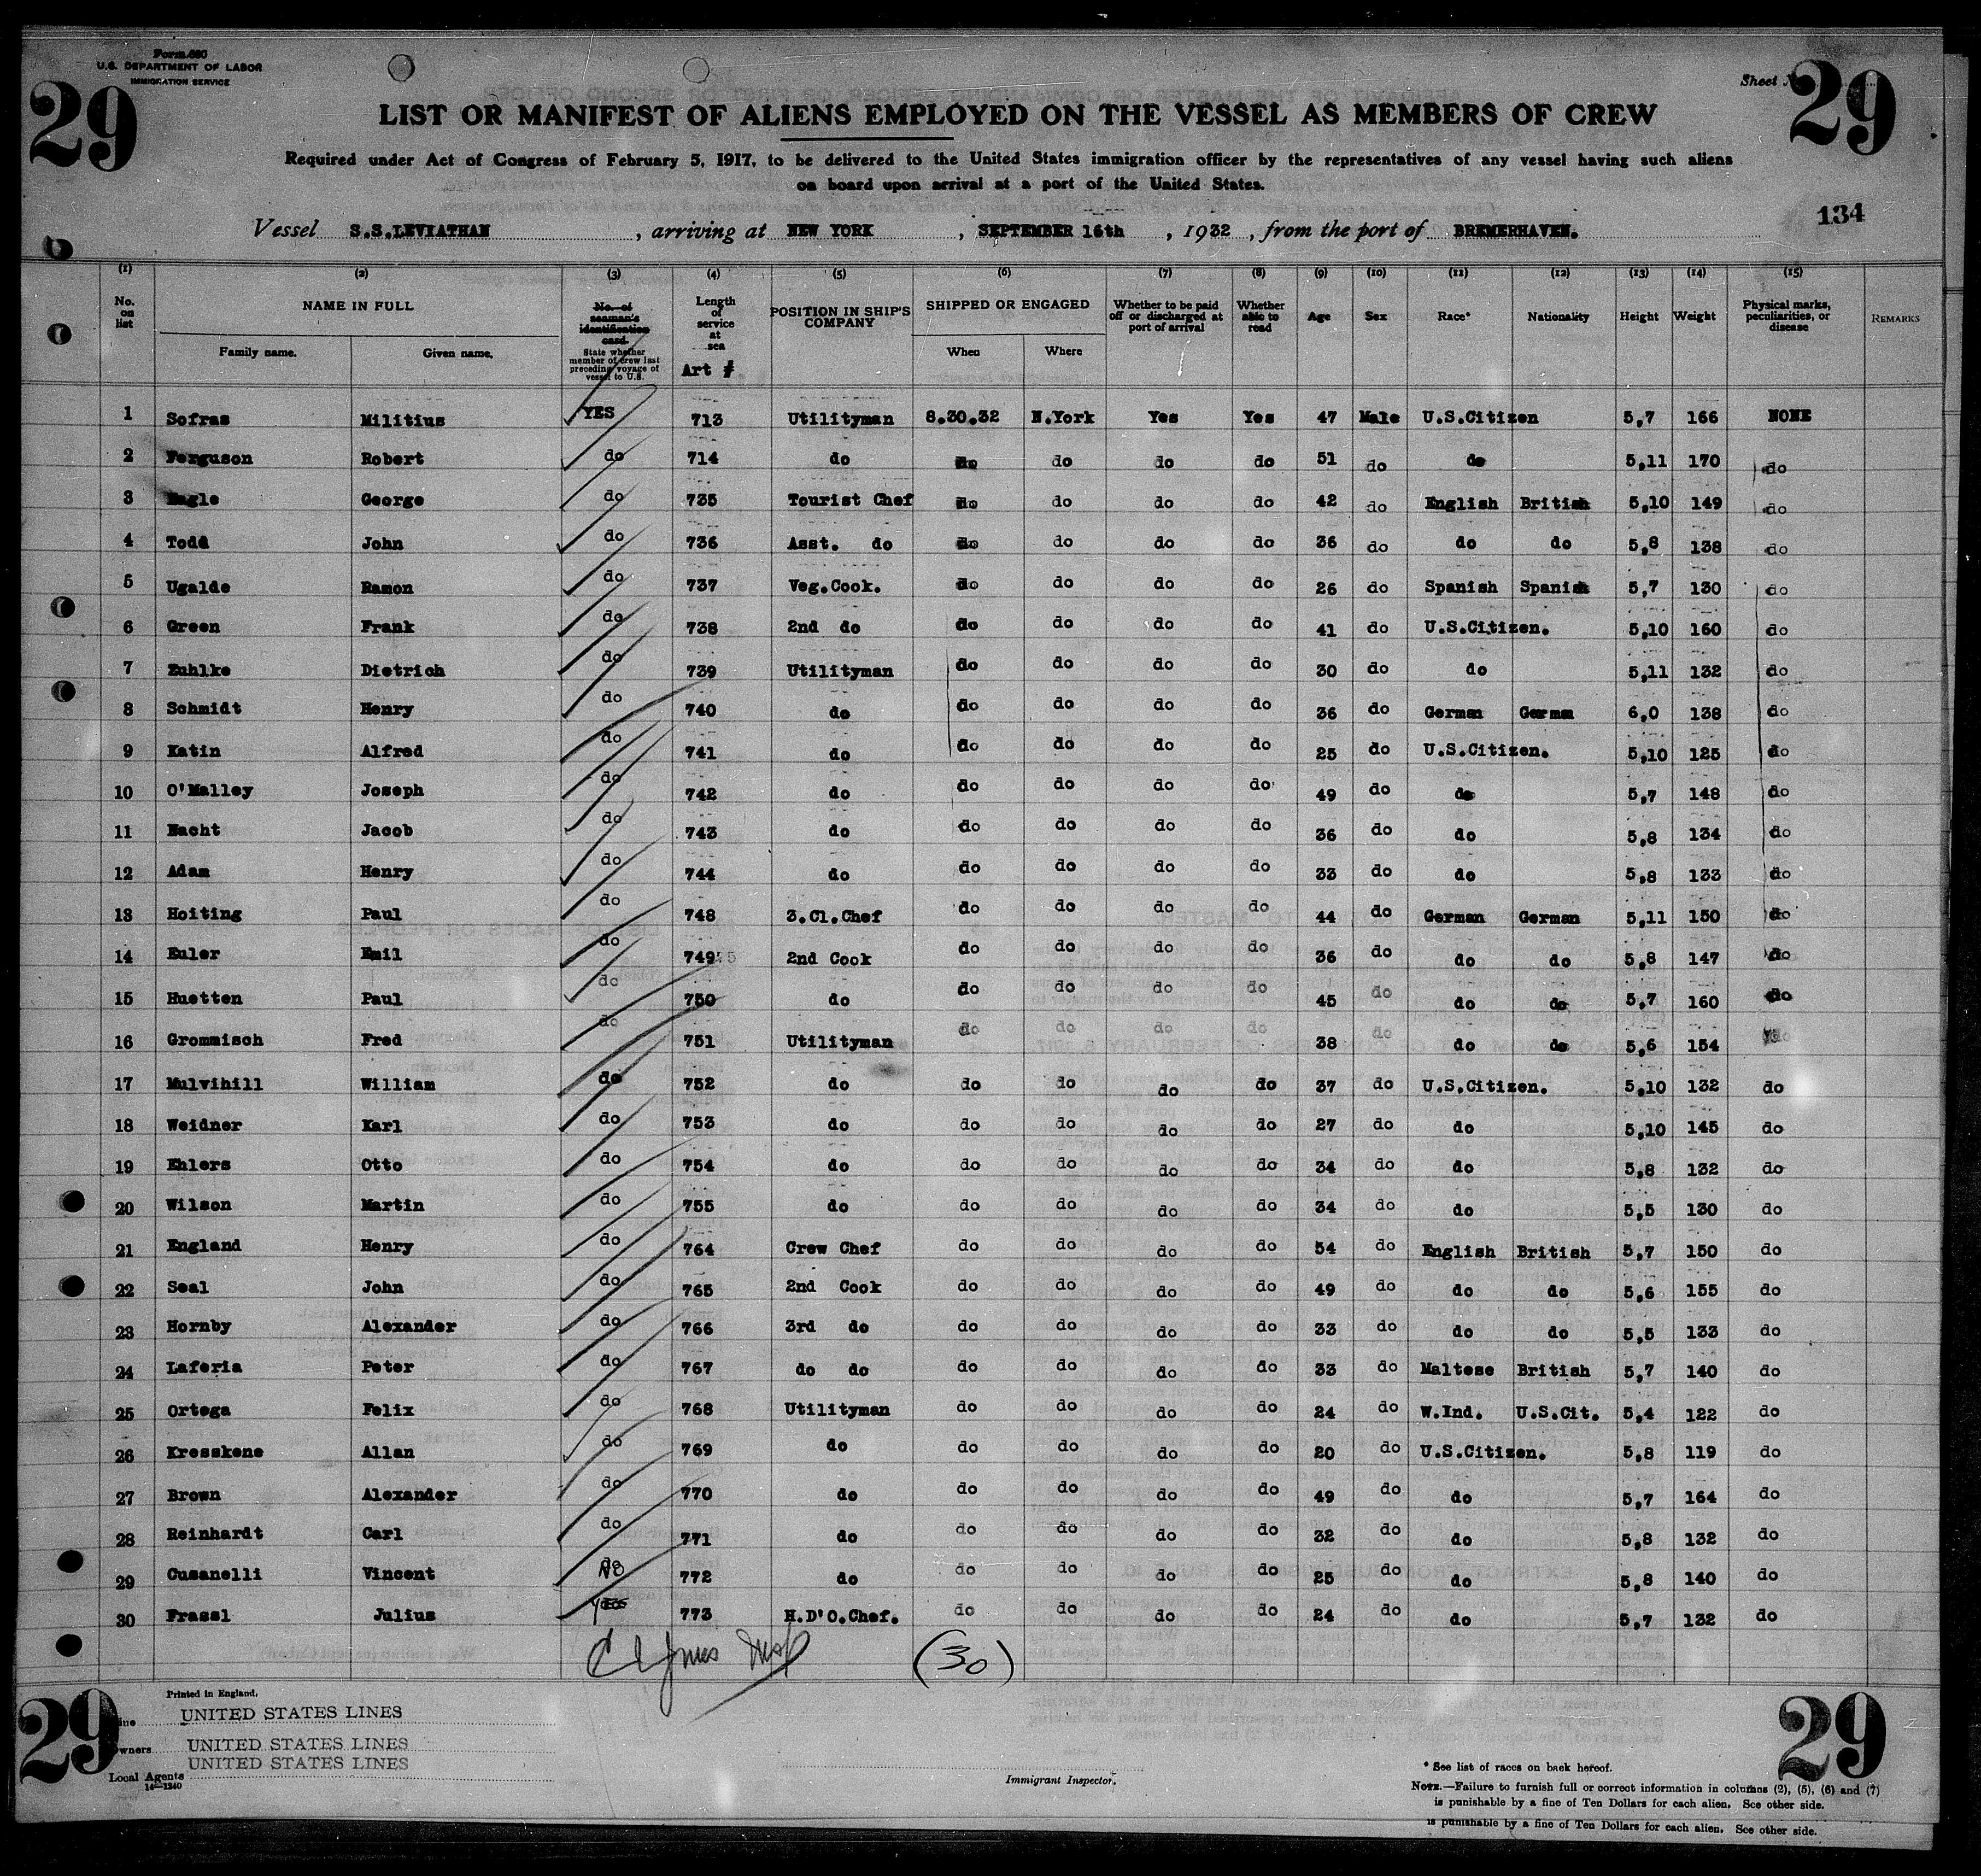 Form 680
U.S. DEPARTMENT OF LABOR
IMMIGRATION SERVICE
29
Sheet
29
LIST OR MANIFEST OF ALIENS EMPLOYED ON THE VESSEL AS MEMBERS OF CREW
Required under Act of Congress of February 5, 1917, to be delivered to the United States immigration officer by the representatives of any vessel having such aliens
on board upon arrival at a port of the United States.
134
Vessel S.S.LEVIATHAN, arriving at NEW YORK, SEPTEMBER 16th, 1932, from the port of BREMERHAVEN.
(1) (2) (3) (4) (5) (6) (7) (8) (9) (10) (11) (12) (13) (14) (15)
No. on list NAME IN FULL Family name. Given name. No. of seaman's identification card. State whether member of crew last preceding voyage of vessel to U.S. Length of service at sea Art # POSITION IN SHIP'S COMPANY SHIPPED OR ENGAGED When Where Whether to be paid off or discharged at port of arrival Whether able to read Age Sex Race* Nationality Height Weight Physical marks, peculiarities, or disease REMARKS
1 Sofras Militius YES 713 Utilityman 8.30.32 N.York Yes Yes 47 Male U.S.Citizen 5,7 166 NONE
2 Ferguson Robert do 714 do do do do do 51 do do 5,11 170 do
3 Nagle George do 735 Tourist Chef do do do do 42 do English British 5,10 149 do
4 Todd John do 736 Asst. do do do do do 36 do do do 5,8 138 do
5 Ugalde Ramon do 737 Veg.Cook. do do do do 26 do Spanish Spanish 5,7 130 do
6 Green Frank do 738 2nd do do do do do 41 do U.S.Citizen. 5,10 160 do
7 Zuhlke Dietrich do 739 Utilityman do do do do 30 do do 5,11 132 do
8 Schmidt Henry do 740 do do do do do 36 do German German 6,0 138 do
9 Katin Alfred do 741 do do do do do 25 do U.S.Citizen. 5,10 125 do
10 O'Malley Joseph do 742 do do do do do 49 do do 5,7 148 do
11 Nacht Jacob do 743 do do do do do 36 do do 5,8 134 do
12 Adam Henry do 744 do do do do do 33 do do 5,8 133 do
13 Hoiting Paul do 748 3.Cl.Chef do do do do 44 do German German 5,11 150 do
14 Euler Emil do 749 2nd Cook do do do do 36 do do do 5,8 147 do
15 Huetten Paul do 750 do do do do do 45 do do do 5,7 160 do
16 Grommisch Fred do 751 Utilityman do do do do 38 do do do 5,6 154 do
17 Mulvihill William do 752 do do do do do 37 do U.S.Citizen. 5,10 132 do
18 Weidner Karl do 753 do do do do do 27 do do 5,10 145 do
19 Ehlers Otto do 754 do do do do do 34 do do 5,8 132 do
20 Wilson Martin do 755 do do do do do 34 do do 5,5 130 do
21 England Henry do 764 Crew Chef do do do do 54 do English British 5,7 150 do
22 Seal John do 765 2nd Cook do do do do 49 do do do 5,6 155 do
23 Hornby Alexander do 766 3rd do do do do do 33 do do do 5,5 133 do
24 Laferia Peter do 767 do do do do do do 33 do Maltese British 5,7 140 do
25 Ortega Felix do 768 Utilityman do do do do 24 do W.Ind. U.S.Cit. 5,4 122 do
26 Kresskene Allan do 769 do do do do do 20 do U.S.Citizen. 5,8 119 do
27 Brown Alexander do 770 do do do do do 49 do do 5,7 164 do
28 Reinhardt Carl do 771 do do do do do 32 do do 5,8 132 do
29 Cusanelli Vincent No 772 do do do do do 25 do do 5,8 140 do
30 Frassl Julius yes 773 H.D'O.Chef. do do do do 24 do do 5,7 132 do
(30)
Printed in England.
29
Line UNITED STATES LINES
Owners UNITED STATES LINES
Local Agents UNITED STATES LINES
14—1240
Immigrant Inspector.
29
* See list of races on back hereof.
NOTE.—Failure to furnish full or correct information in columns (2), (5), (6) and (7)
is punishable by a fine of Ten Dollars for each alien. See other side.
is punishable by a fine of Ten Dollars for each alien. See other side.